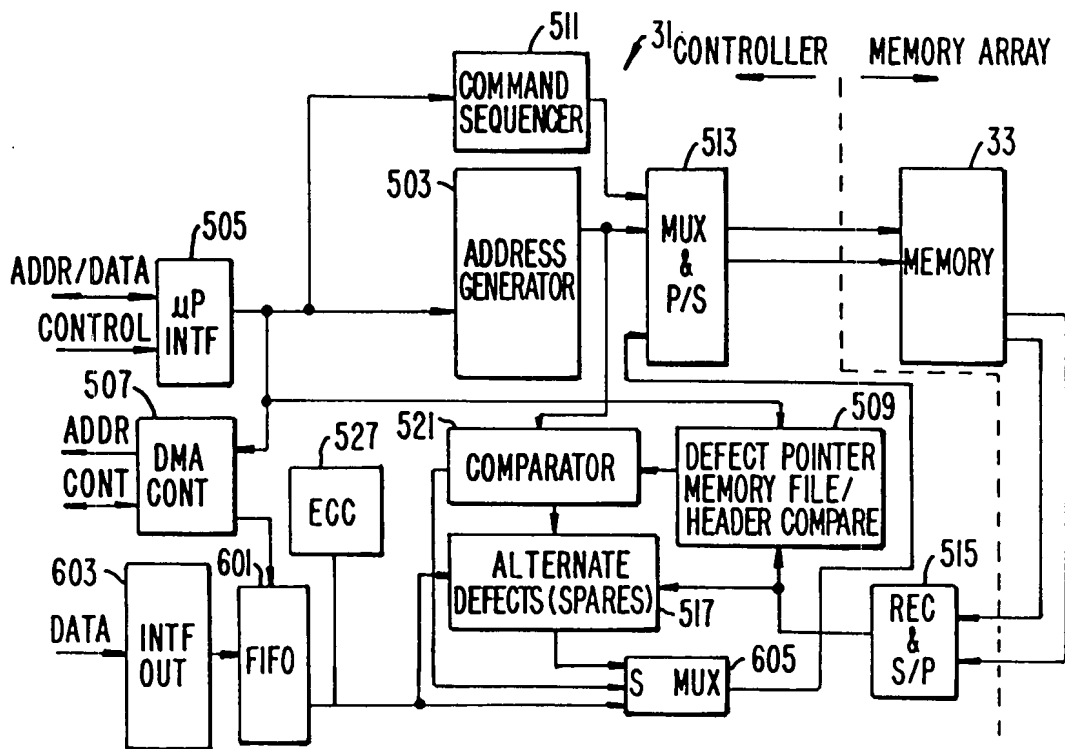 511
31 CONTROLLER
MEMORY ARRAY
COMMAND
SEQUENCER
513
33
503
505
ADDR/DATA
CONTROL
µP
INTF
ADDRESS
GENERATOR
MUX
&
P/S
MEMORY
507
ADDR
CONT
DMA
CONT
527
ECC
521
COMPARATOR
509
DEFECT POINTER
MEMORY FILE/
HEADER COMPARE
603
601
DATA
INTF
OUT
FIFO
ALTERNATE
DEFECTS (SPARES)
517
515
REC
&
S/P
S MUX
605